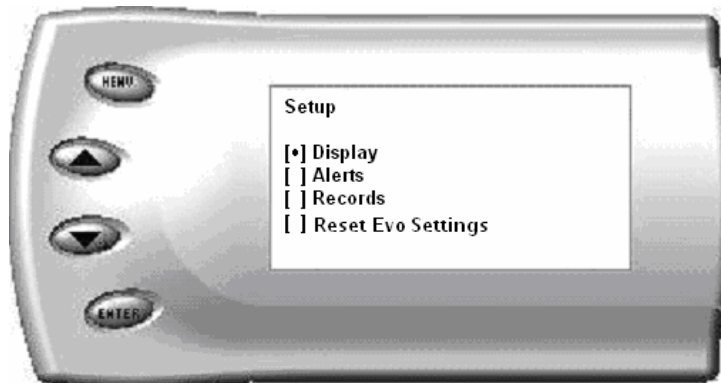 MENU
Setup
[•] Display
[ ] Alerts
[ ] Records
[ ] Reset Evo Settings
ENTER